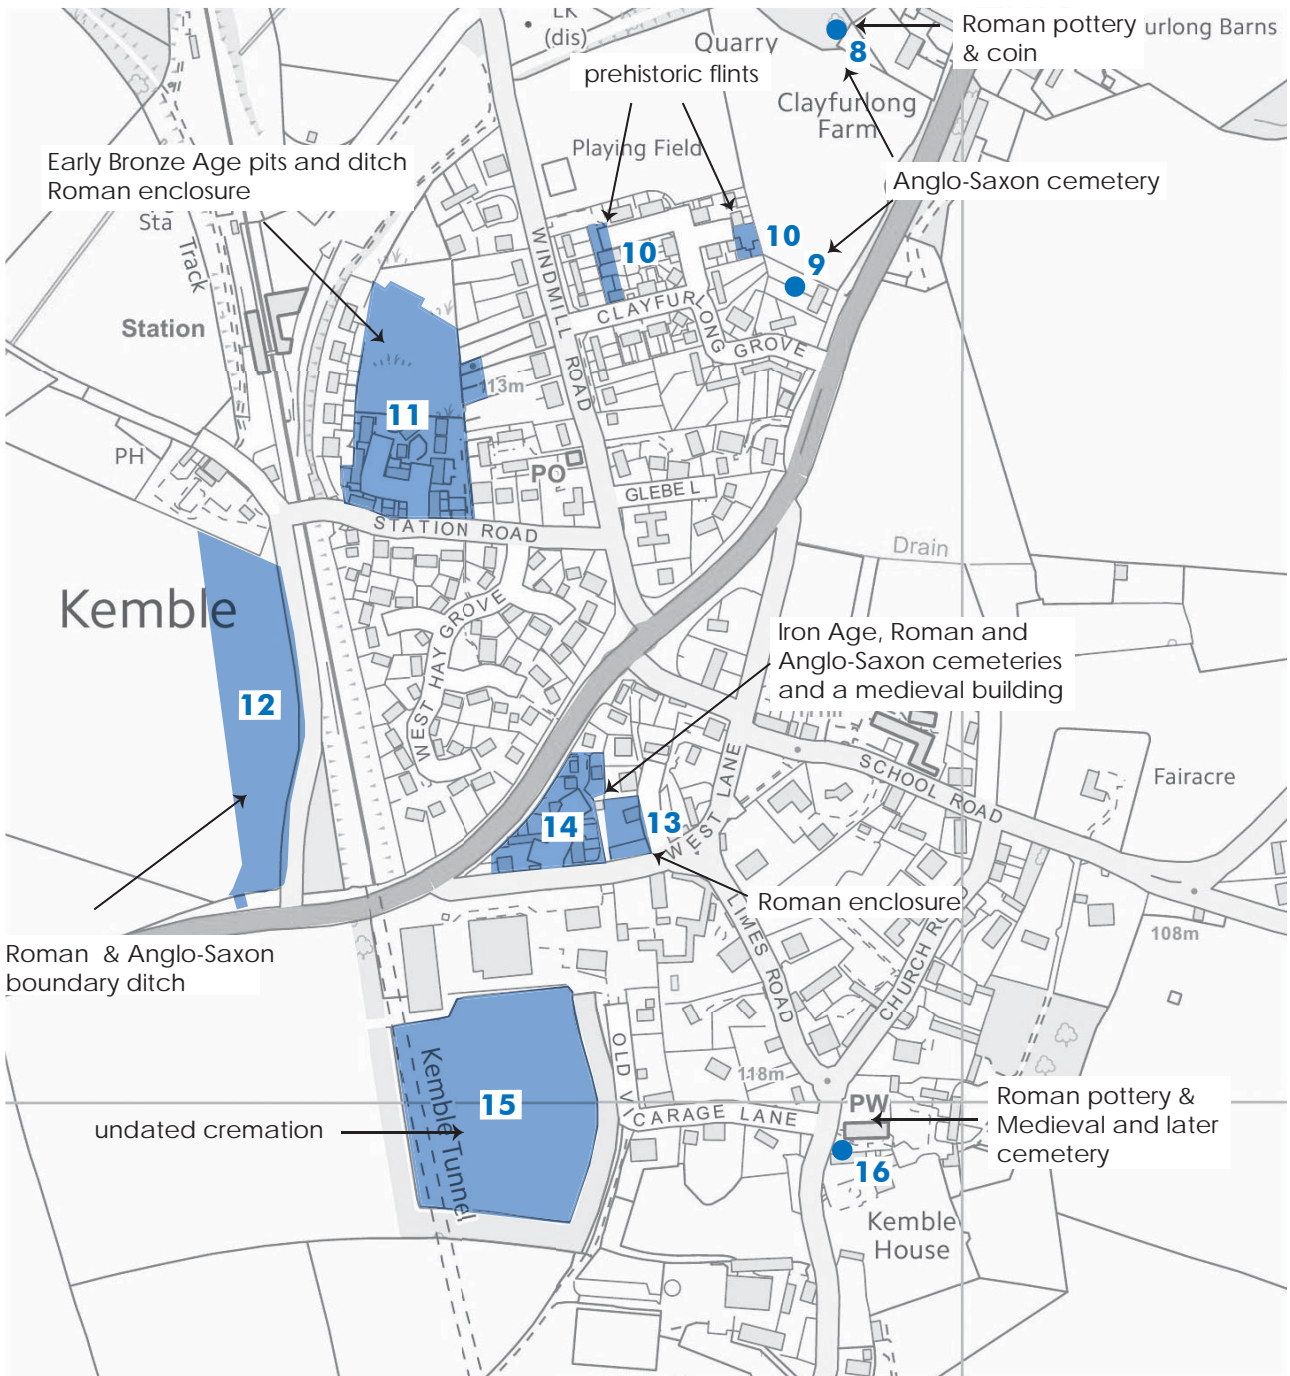 LK
(dis)
Quarry
Roman pottery
& coin
urlong Barns
8
prehistoric flints
Clayfurlong
Farm
Playing Field
Early Bronze Age pits and ditch
Roman enclosure
Anglo-Saxon cemetery
Sta
Track
Station
WINDMILL ROAD
10
10
9
CLAYFURLONG GROVE
113m
11
PH
PO
GLEBE L
STATION ROAD
Drain
Kemble
WEST HAY GROVE
Iron Age, Roman and
Anglo-Saxon cemeteries
and a medieval building
12
111m
WEST LANE
SCHOOL ROAD
Fairacre
14
13
Roman enclosure
LIMES ROAD
CHURCH RO
108m
Roman & Anglo-Saxon
boundary ditch
Kemble Tunnel
OLD VI
CARAGE LANE
118m
15
undated cremation
PW
Roman pottery &
Medieval and later
cemetery
16
Kemble
House